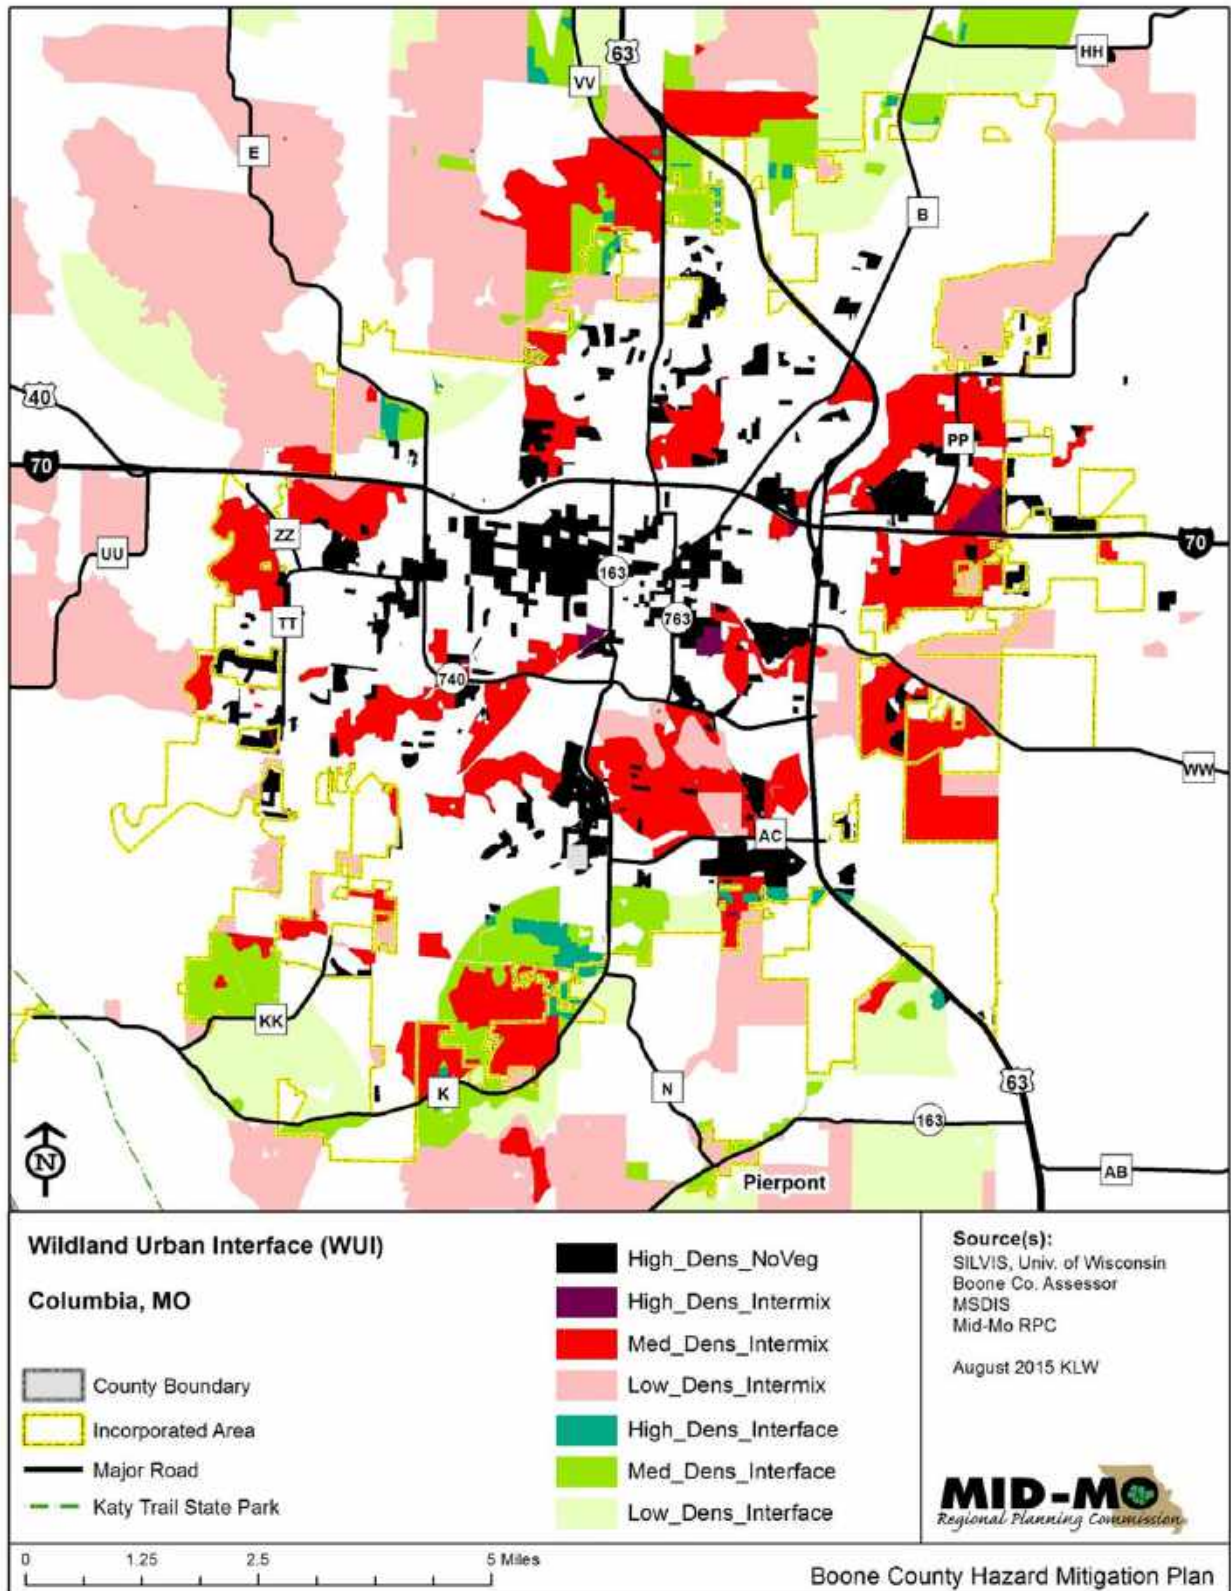 63
VV
HH
E
B
40
PP
70
ZZ
UU
70
163
TT
763
740
WW
AC
KK
K
N
63
163
AB
N
Pierpont
Wildland Urban Interface (WUI)
Columbia, MO
County Boundary
Incorporated Area
Major Road
Katy Trail State Park
High_Dens_NoVeg
High_Dens_Intermix
Med_Dens_Intermix
Low_Dens_Intermix
High_Dens_Interface
Med_Dens_Interface
Low_Dens_Interface
Source(s):
SILVIS, Univ. of Wisconsin
Boone Co. Assessor
MSDIS
Mid-Mo RPC
August 2015 KLW
MID-MO
Regional Planning Commission
0 1.25 2.5 5 Miles
Boone County Hazard Mitigation Plan